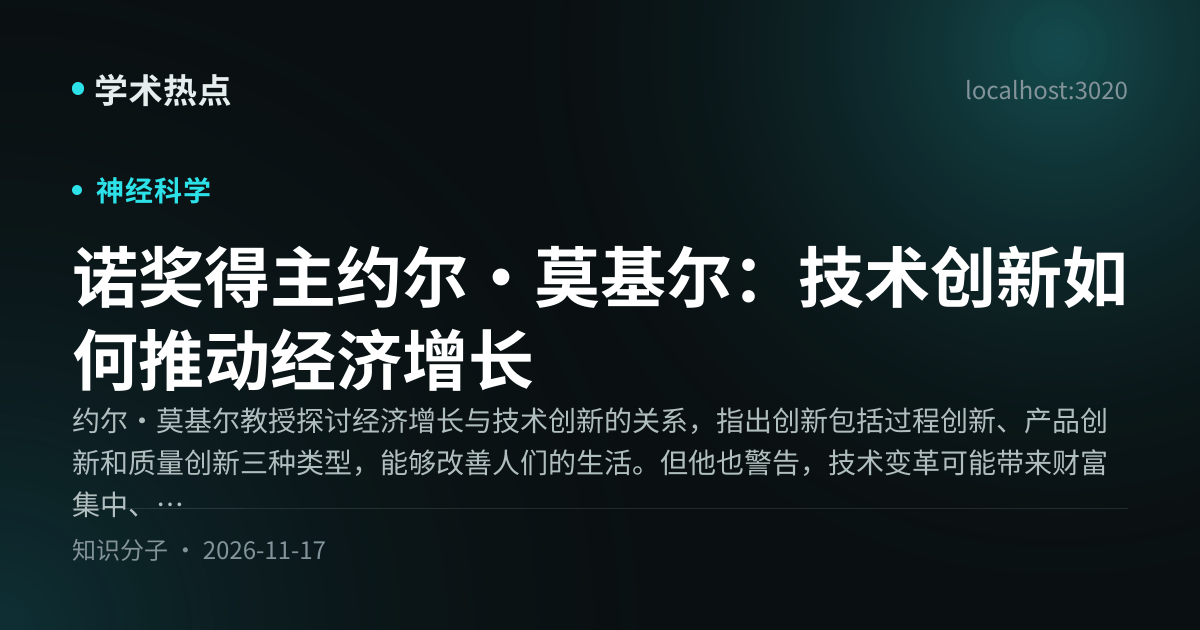 学术热点
localhost:3020
神经科学
诺奖得主约尔·莫基尔：技术创新如
何推动经济增长
约尔·莫基尔教授探讨经济增长与技术创新的关系，指出创新包括过程创新、产品创
新和质量创新三种类型，能够改善人们的生活。但他也警告，技术变革可能带来财富
集中、…
知识分子 · 2026-11-17